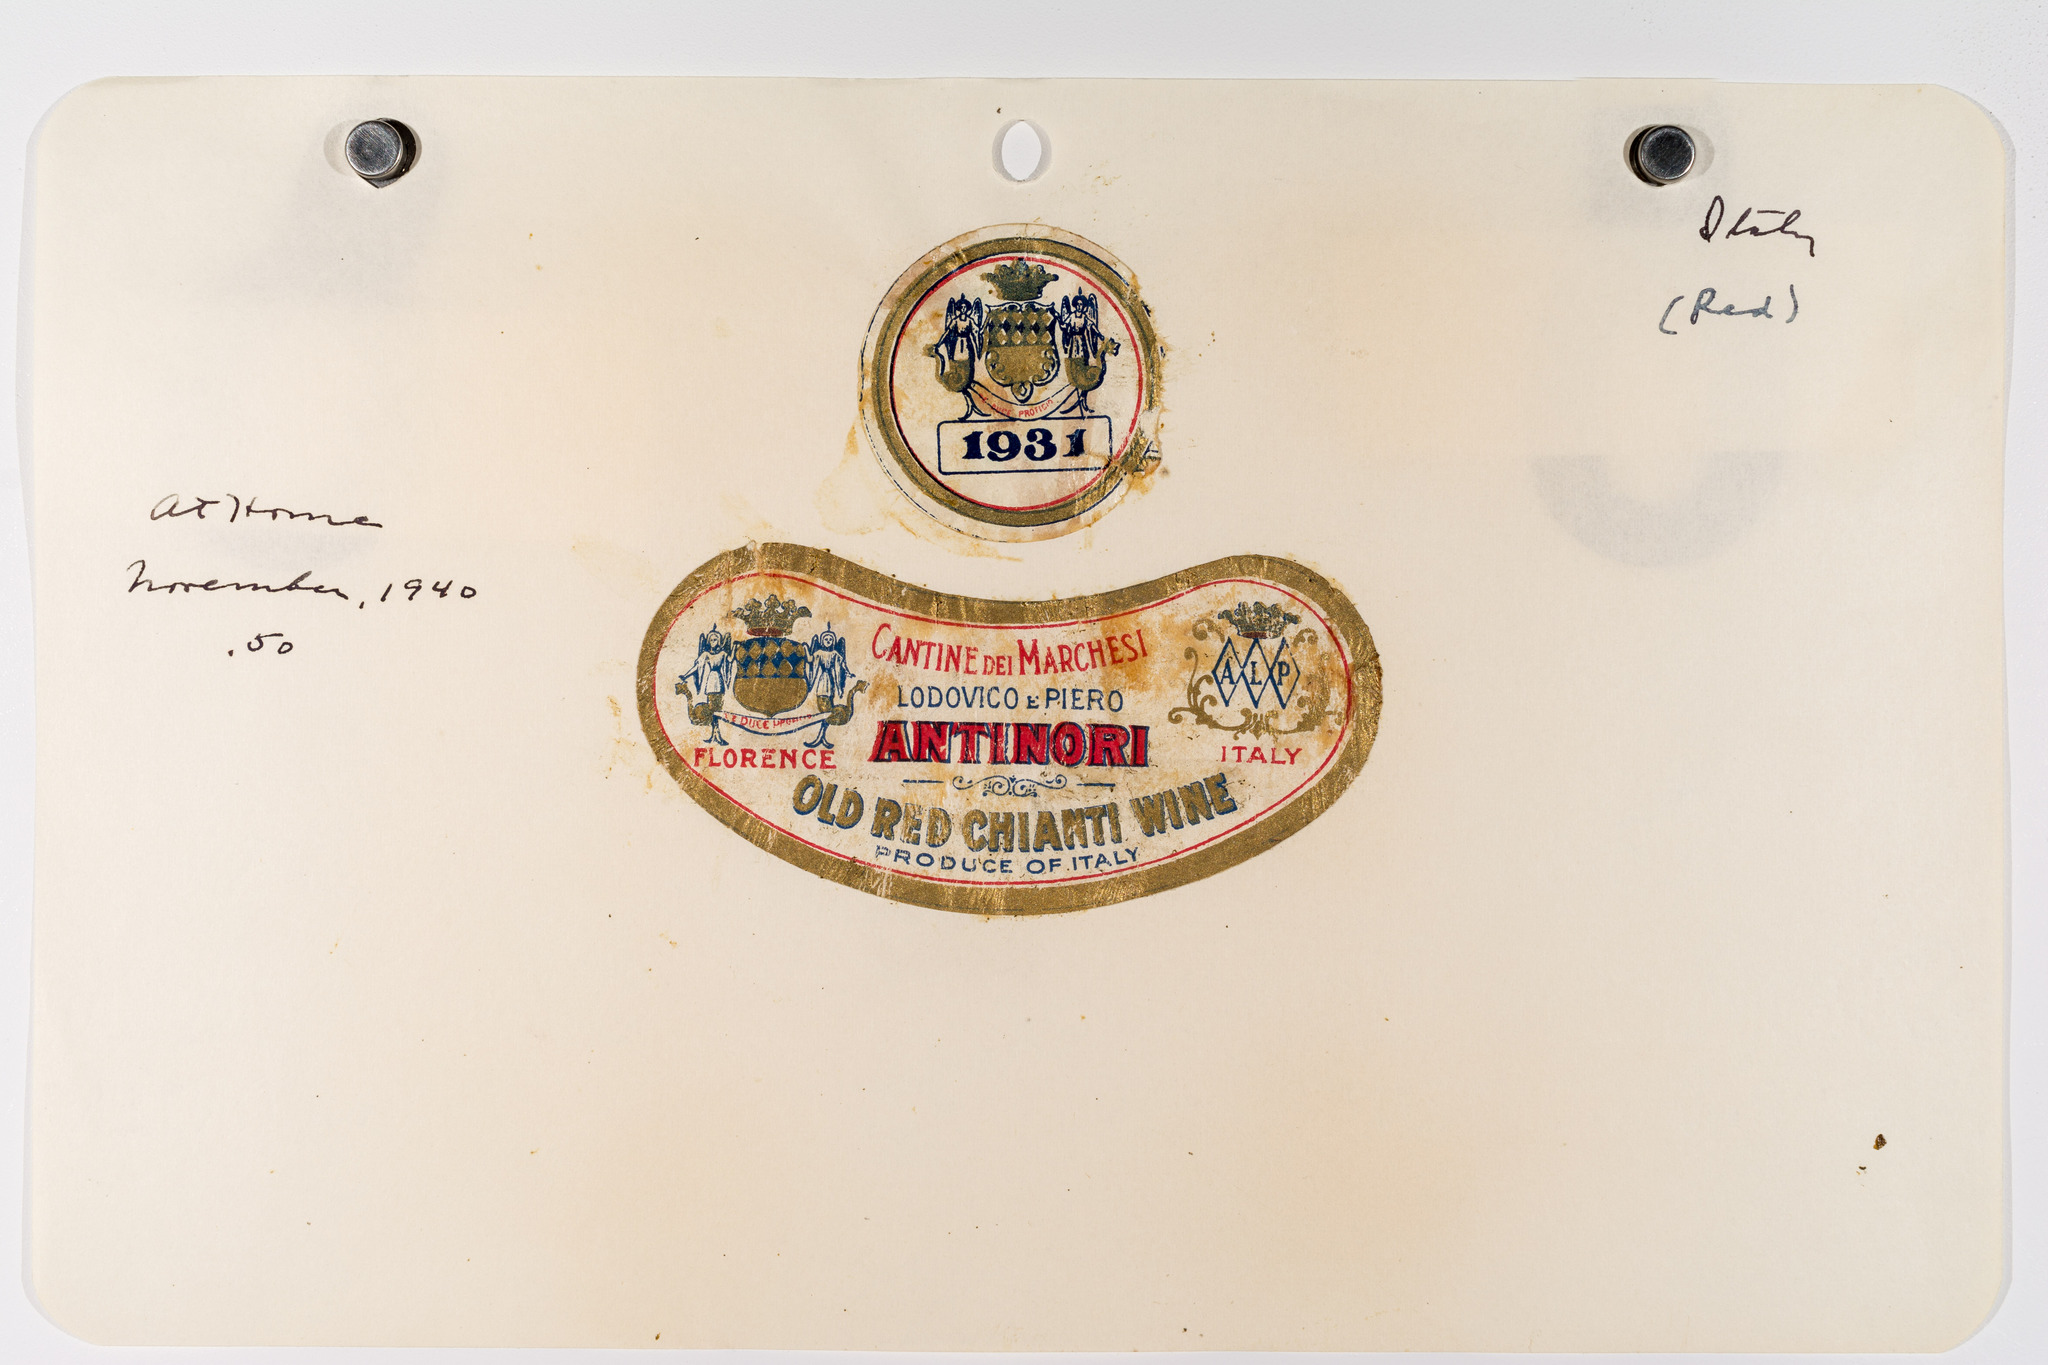 Italy
(Red)
1931
At Home
November, 1940
.50
CANTINE DEI MARCHESI
LODOVICO E PIERO
ANTINORI
FLORENCE
ALP
ITALY
OLD RED CHIANTI WINE
PRODUCE OF ITALY